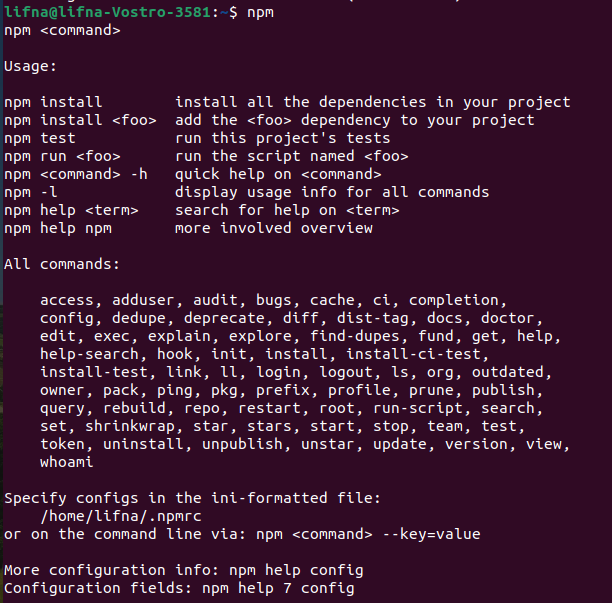 lifna@lifna-Vostro-3581:~$ npm
npm <command>

Usage:

npm install        install all the dependencies in your project
npm install <foo>  add the <foo> dependency to your project
npm test           run this project's tests
npm run <foo>      run the script named <foo>
npm <command> -h   quick help on <command>
npm -l             display usage info for all commands
npm help <term>    search for help on <term>
npm help npm       more involved overview

All commands:

    access, adduser, audit, bugs, cache, ci, completion,
    config, dedupe, deprecate, diff, dist-tag, docs, doctor,
    edit, exec, explain, explore, find-dupes, fund, get, help,
    help-search, hook, init, install, install-ci-test,
    install-test, link, ll, login, logout, ls, org, outdated,
    owner, pack, ping, pkg, prefix, profile, prune, publish,
    query, rebuild, repo, restart, root, run-script, search,
    set, shrinkwrap, star, stars, start, stop, team, test,
    token, uninstall, unpublish, unstar, update, version, view,
    whoami

Specify configs in the ini-formatted file:
    /home/lifna/.npmrc
or on the command line via: npm <command> --key=value

More configuration info: npm help config
Configuration fields: npm help 7 config